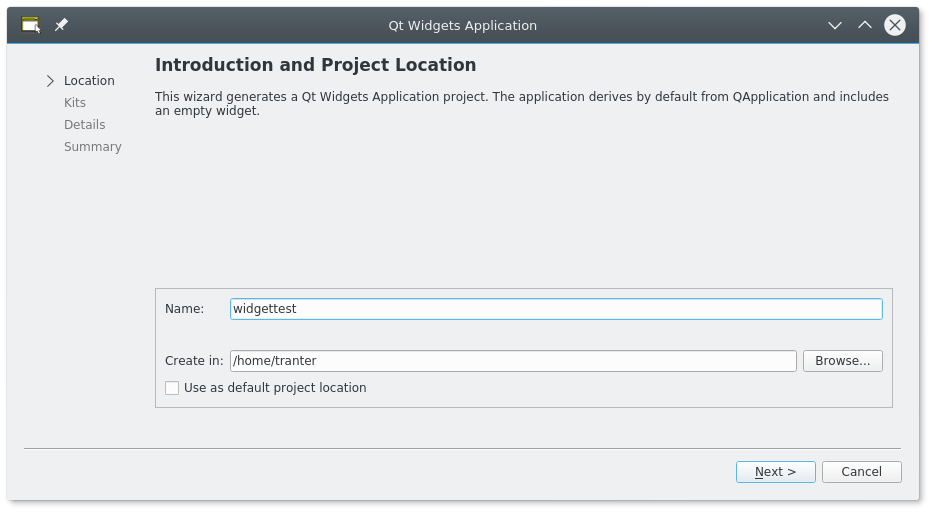 Qt Widgets Application
Location
Kits
Details
Summary
Introduction and Project Location
This wizard generates a Qt Widgets Application project. The application derives by default from QApplication and includes
an empty widget.
Name: widgettest
Create in: /home/tranter Browse...
Use as default project location
Next > Cancel